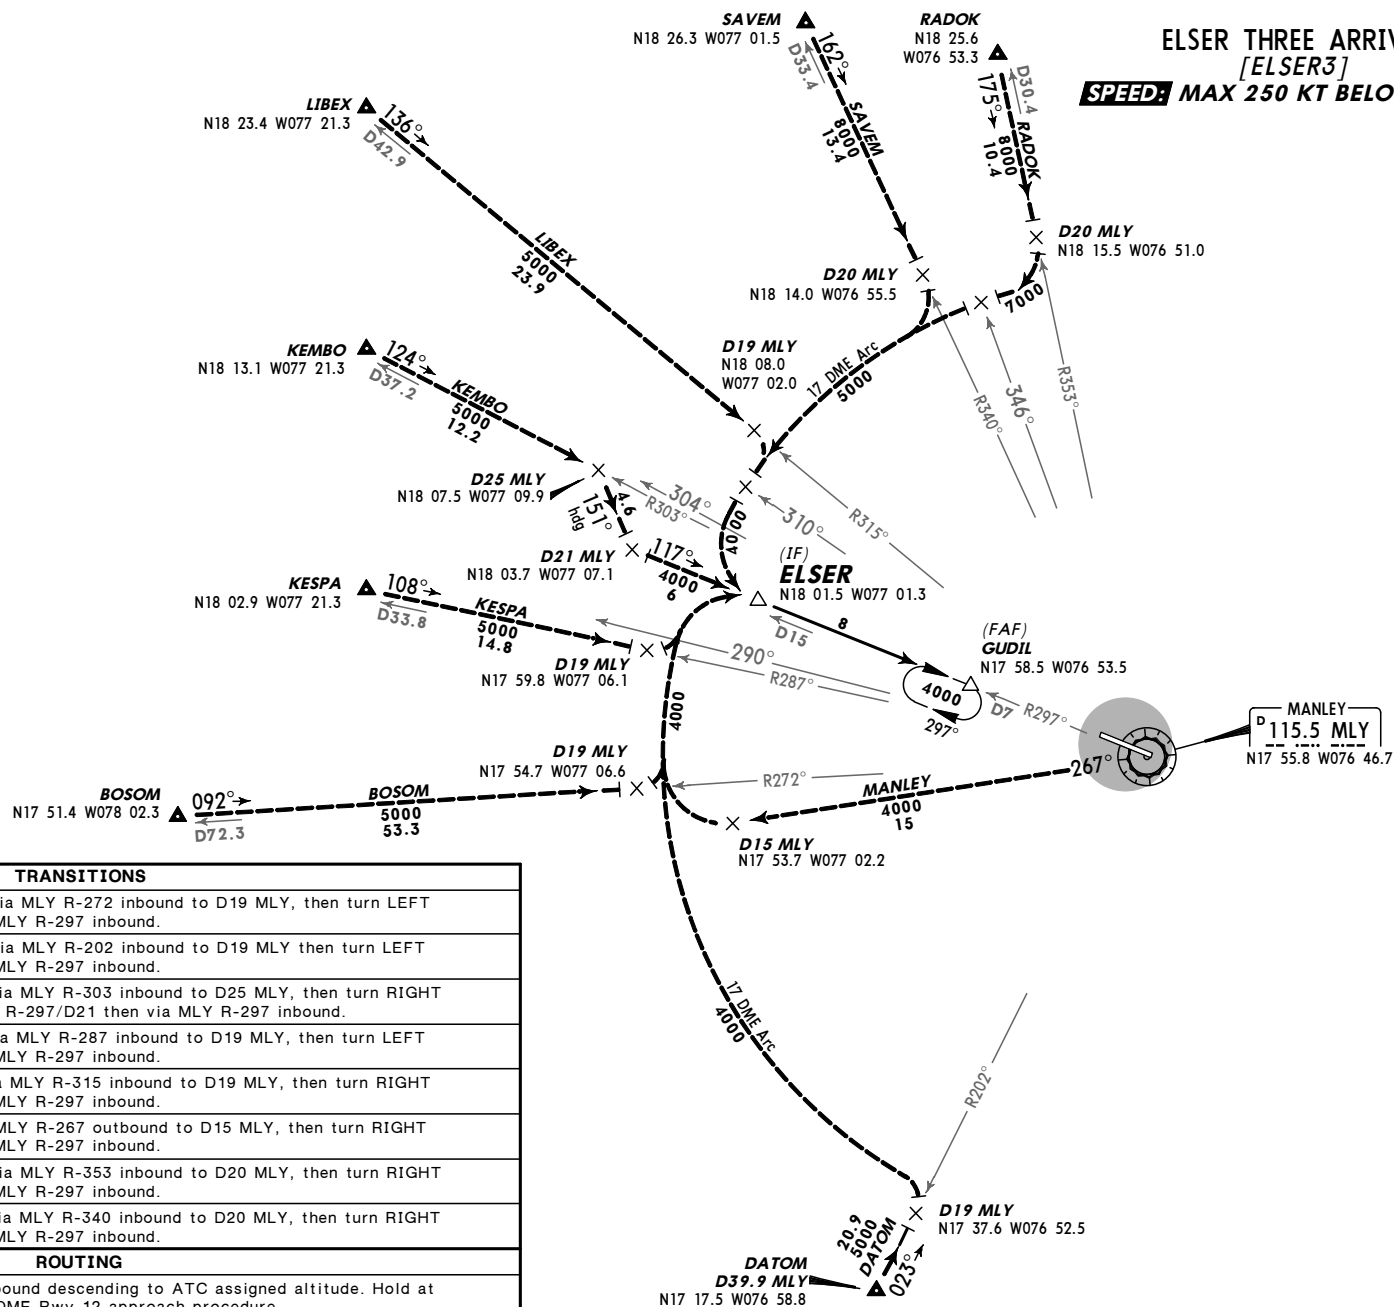 ELSER THREE ARRIV
[ELSER3]
SPEED: MAX 250 KT BELO
SAVEM
N18 26.3 W077 01.5
162°
D33.4
SAVEM
8000
13.4
RADOK
N18 25.6
W076 53.3
D30.4
175°
RADOK
8000
10.4
LIBEX
N18 23.4 W077 21.3
136°
D42.9
LIBEX
5000
23.9
D20 MLY
N18 15.5 W076 51.0
D20 MLY
N18 14.0 W076 55.5
7000
KEMBO
N18 13.1 W077 21.3
124°
D37.2
KEMBO
5000
12.2
D19 MLY
N18 08.0
W077 02.0
17 DME Arc
5000
R340°
346°
R353°
D25 MLY
N18 07.5 W077 09.9
4.6
151°
hdg
304°
R303°
310°
R315°
4000
D21 MLY
N18 03.7 W077 07.1
117°
4000
6
(IF)
ELSER
N18 01.5 W077 01.3
D15
8
KESPA
N18 02.9 W077 21.3
108°
D33.8
KESPA
5000
14.8
D19 MLY
N17 59.8 W077 06.1
290°
R287°
(FAF)
GUDIL
N17 58.5 W076 53.5
4000
297°
D7
R297°
MANLEY
D 115.5 MLY
N17 55.8 W076 46.7
4000
D19 MLY
N17 54.7 W077 06.6
R272°
267°
MANLEY
4000
15
BOSOM
N17 51.4 W078 02.3
092°
D72.3
BOSOM
5000
53.3
D15 MLY
N17 53.7 W077 02.2
17 DME Arc
4000
R202°
D19 MLY
N17 37.6 W076 52.5
20.9
5000
DATOM
023°
DATOM
D39.9 MLY
N17 17.5 W076 58.8
TRANSITIONS
ia MLY R-272 inbound to D19 MLY, then turn LEFT
MLY R-297 inbound.
ia MLY R-202 inbound to D19 MLY then turn LEFT
MLY R-297 inbound.
ia MLY R-303 inbound to D25 MLY, then turn RIGHT
R-297/D21 then via MLY R-297 inbound.
a MLY R-287 inbound to D19 MLY, then turn LEFT
MLY R-297 inbound.
a MLY R-315 inbound to D19 MLY, then turn RIGHT
MLY R-297 inbound.
MLY R-267 outbound to D15 MLY, then turn RIGHT
MLY R-297 inbound.
ia MLY R-353 inbound to D20 MLY, then turn RIGHT
MLY R-297 inbound.
ia MLY R-340 inbound to D20 MLY, then turn RIGHT
MLY R-297 inbound.
ROUTING
ound descending to ATC assigned altitude. Hold at
DME Rwy 12 approach procedure